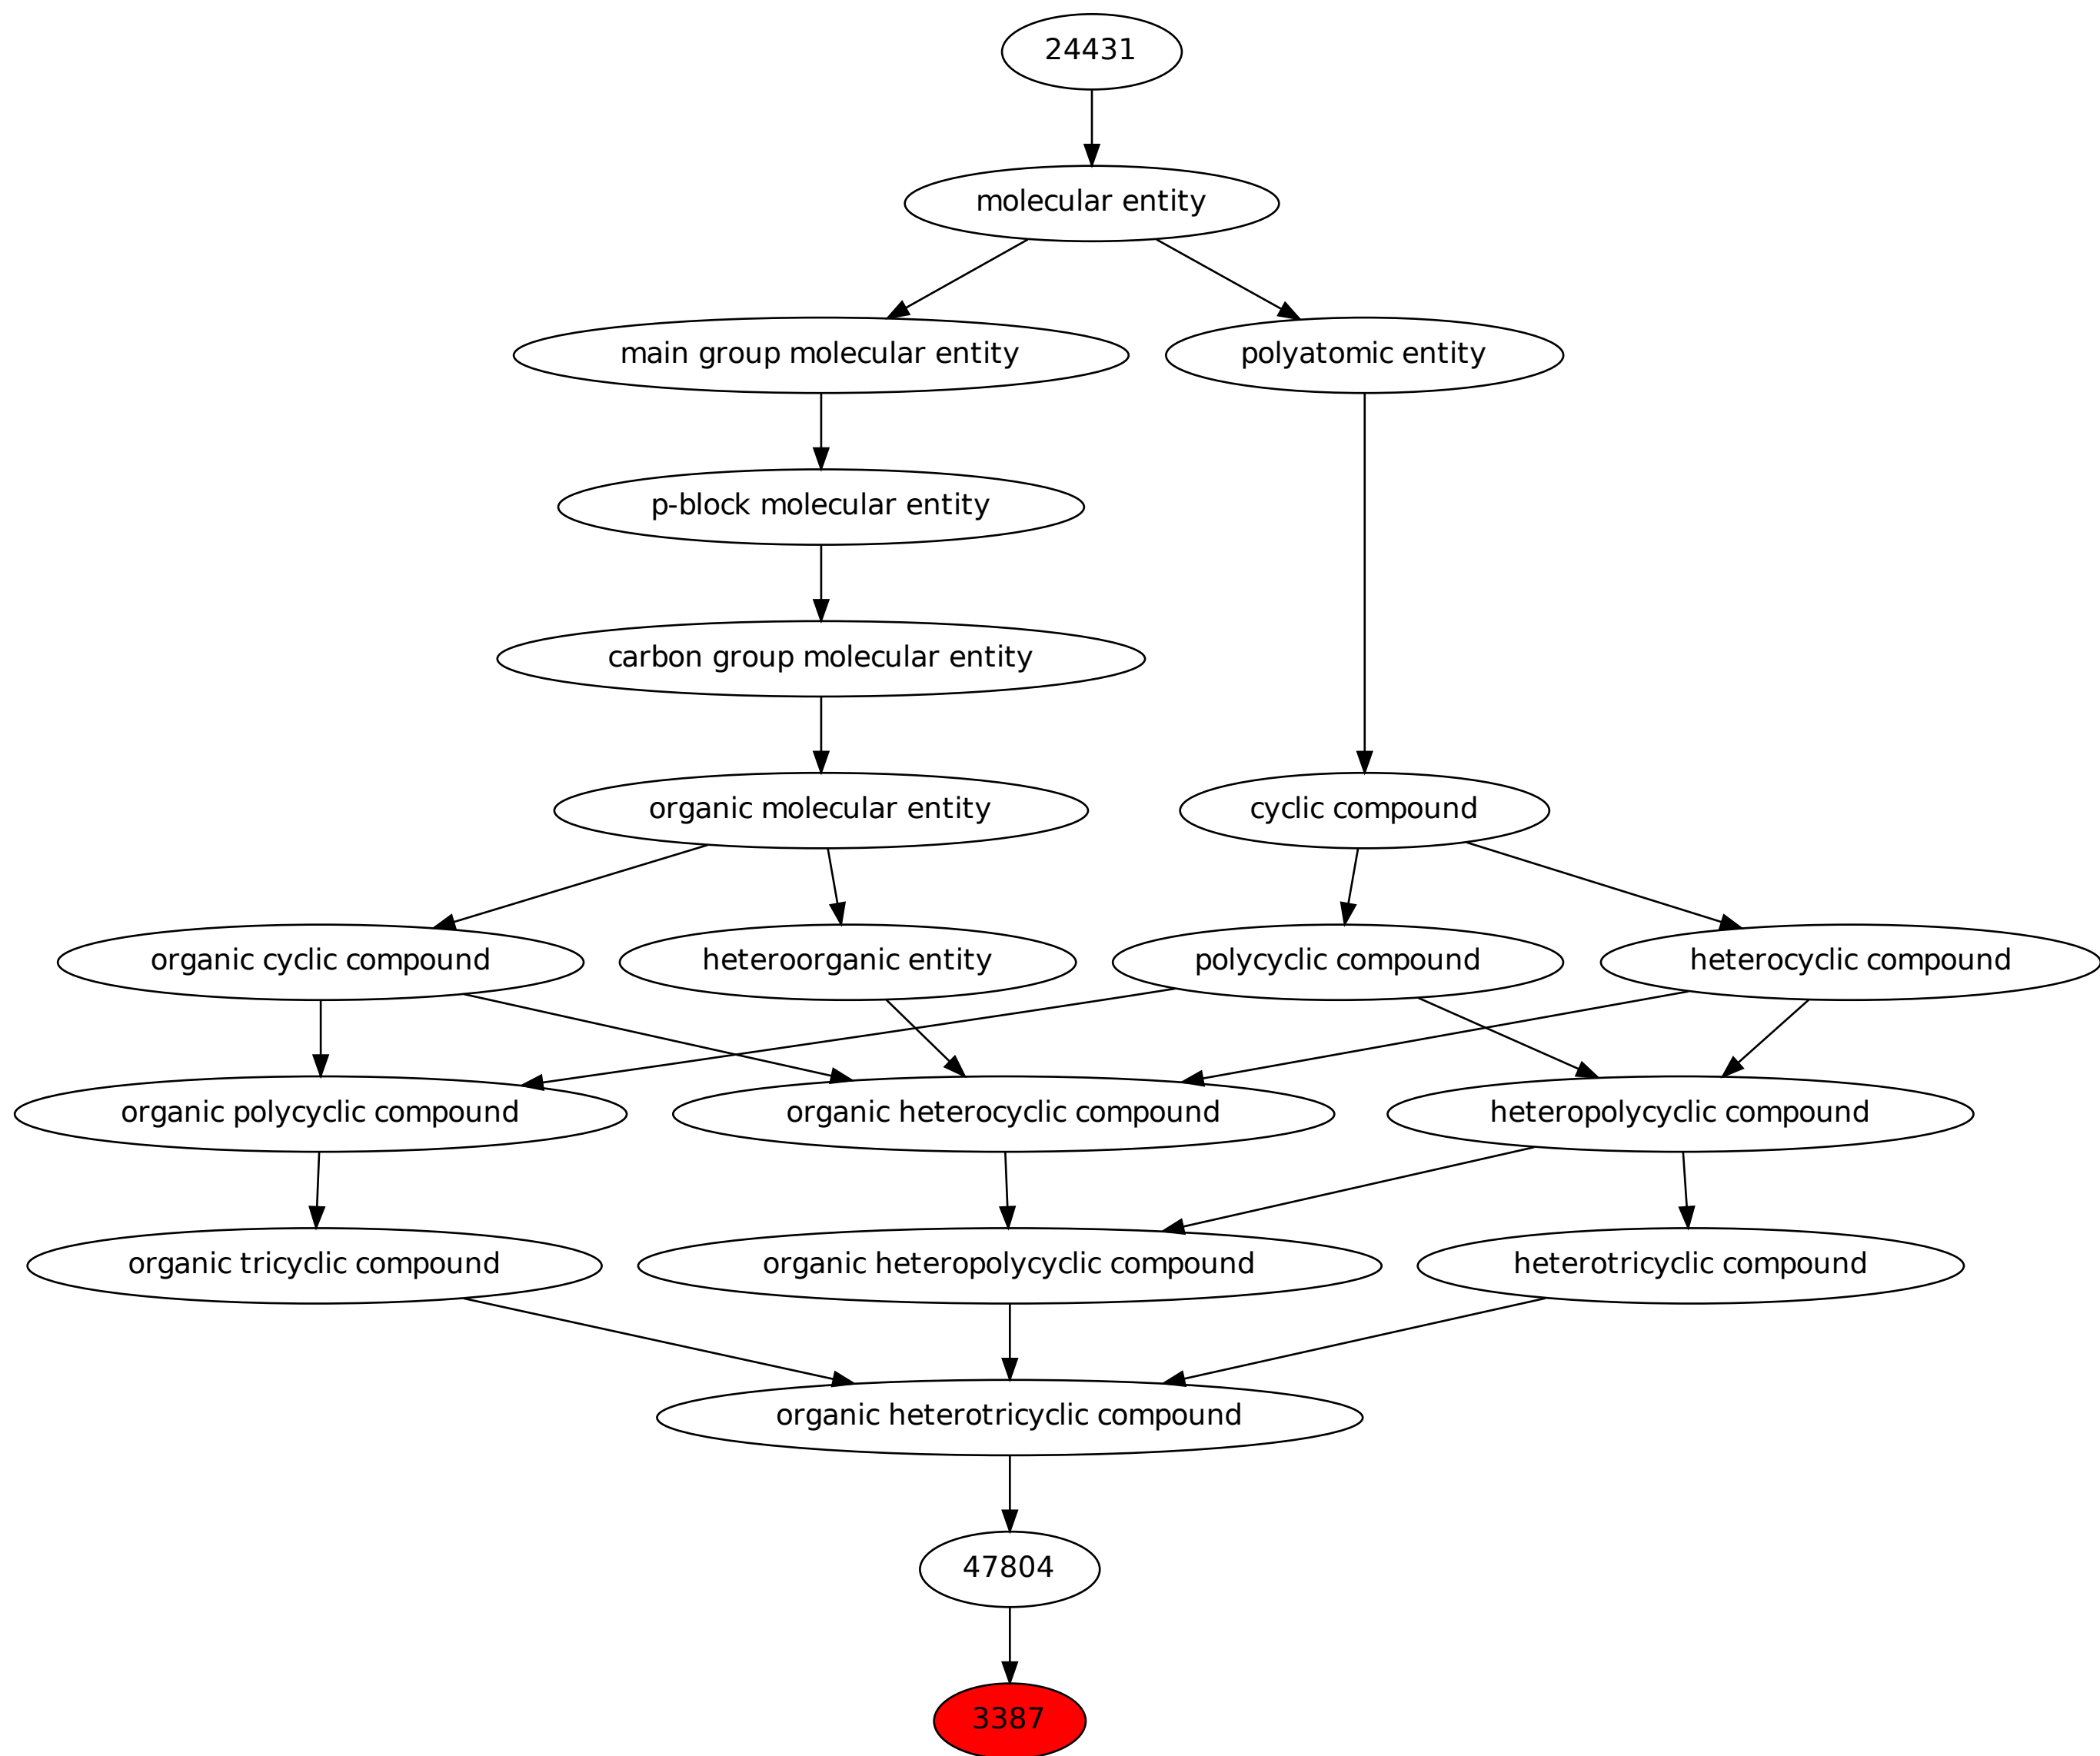 24431
molecular entity
main group molecular entity
polyatomic entity
p-block molecular entity
carbon group molecular entity
organic molecular entity
cyclic compound
organic cyclic compound
heteroorganic entity
polycyclic compound
heterocyclic compound
organic polycyclic compound
organic heterocyclic compound
heteropolycyclic compound
organic tricyclic compound
organic heteropolycyclic compound
heterotricyclic compound
organic heterotricyclic compound
47804
3387